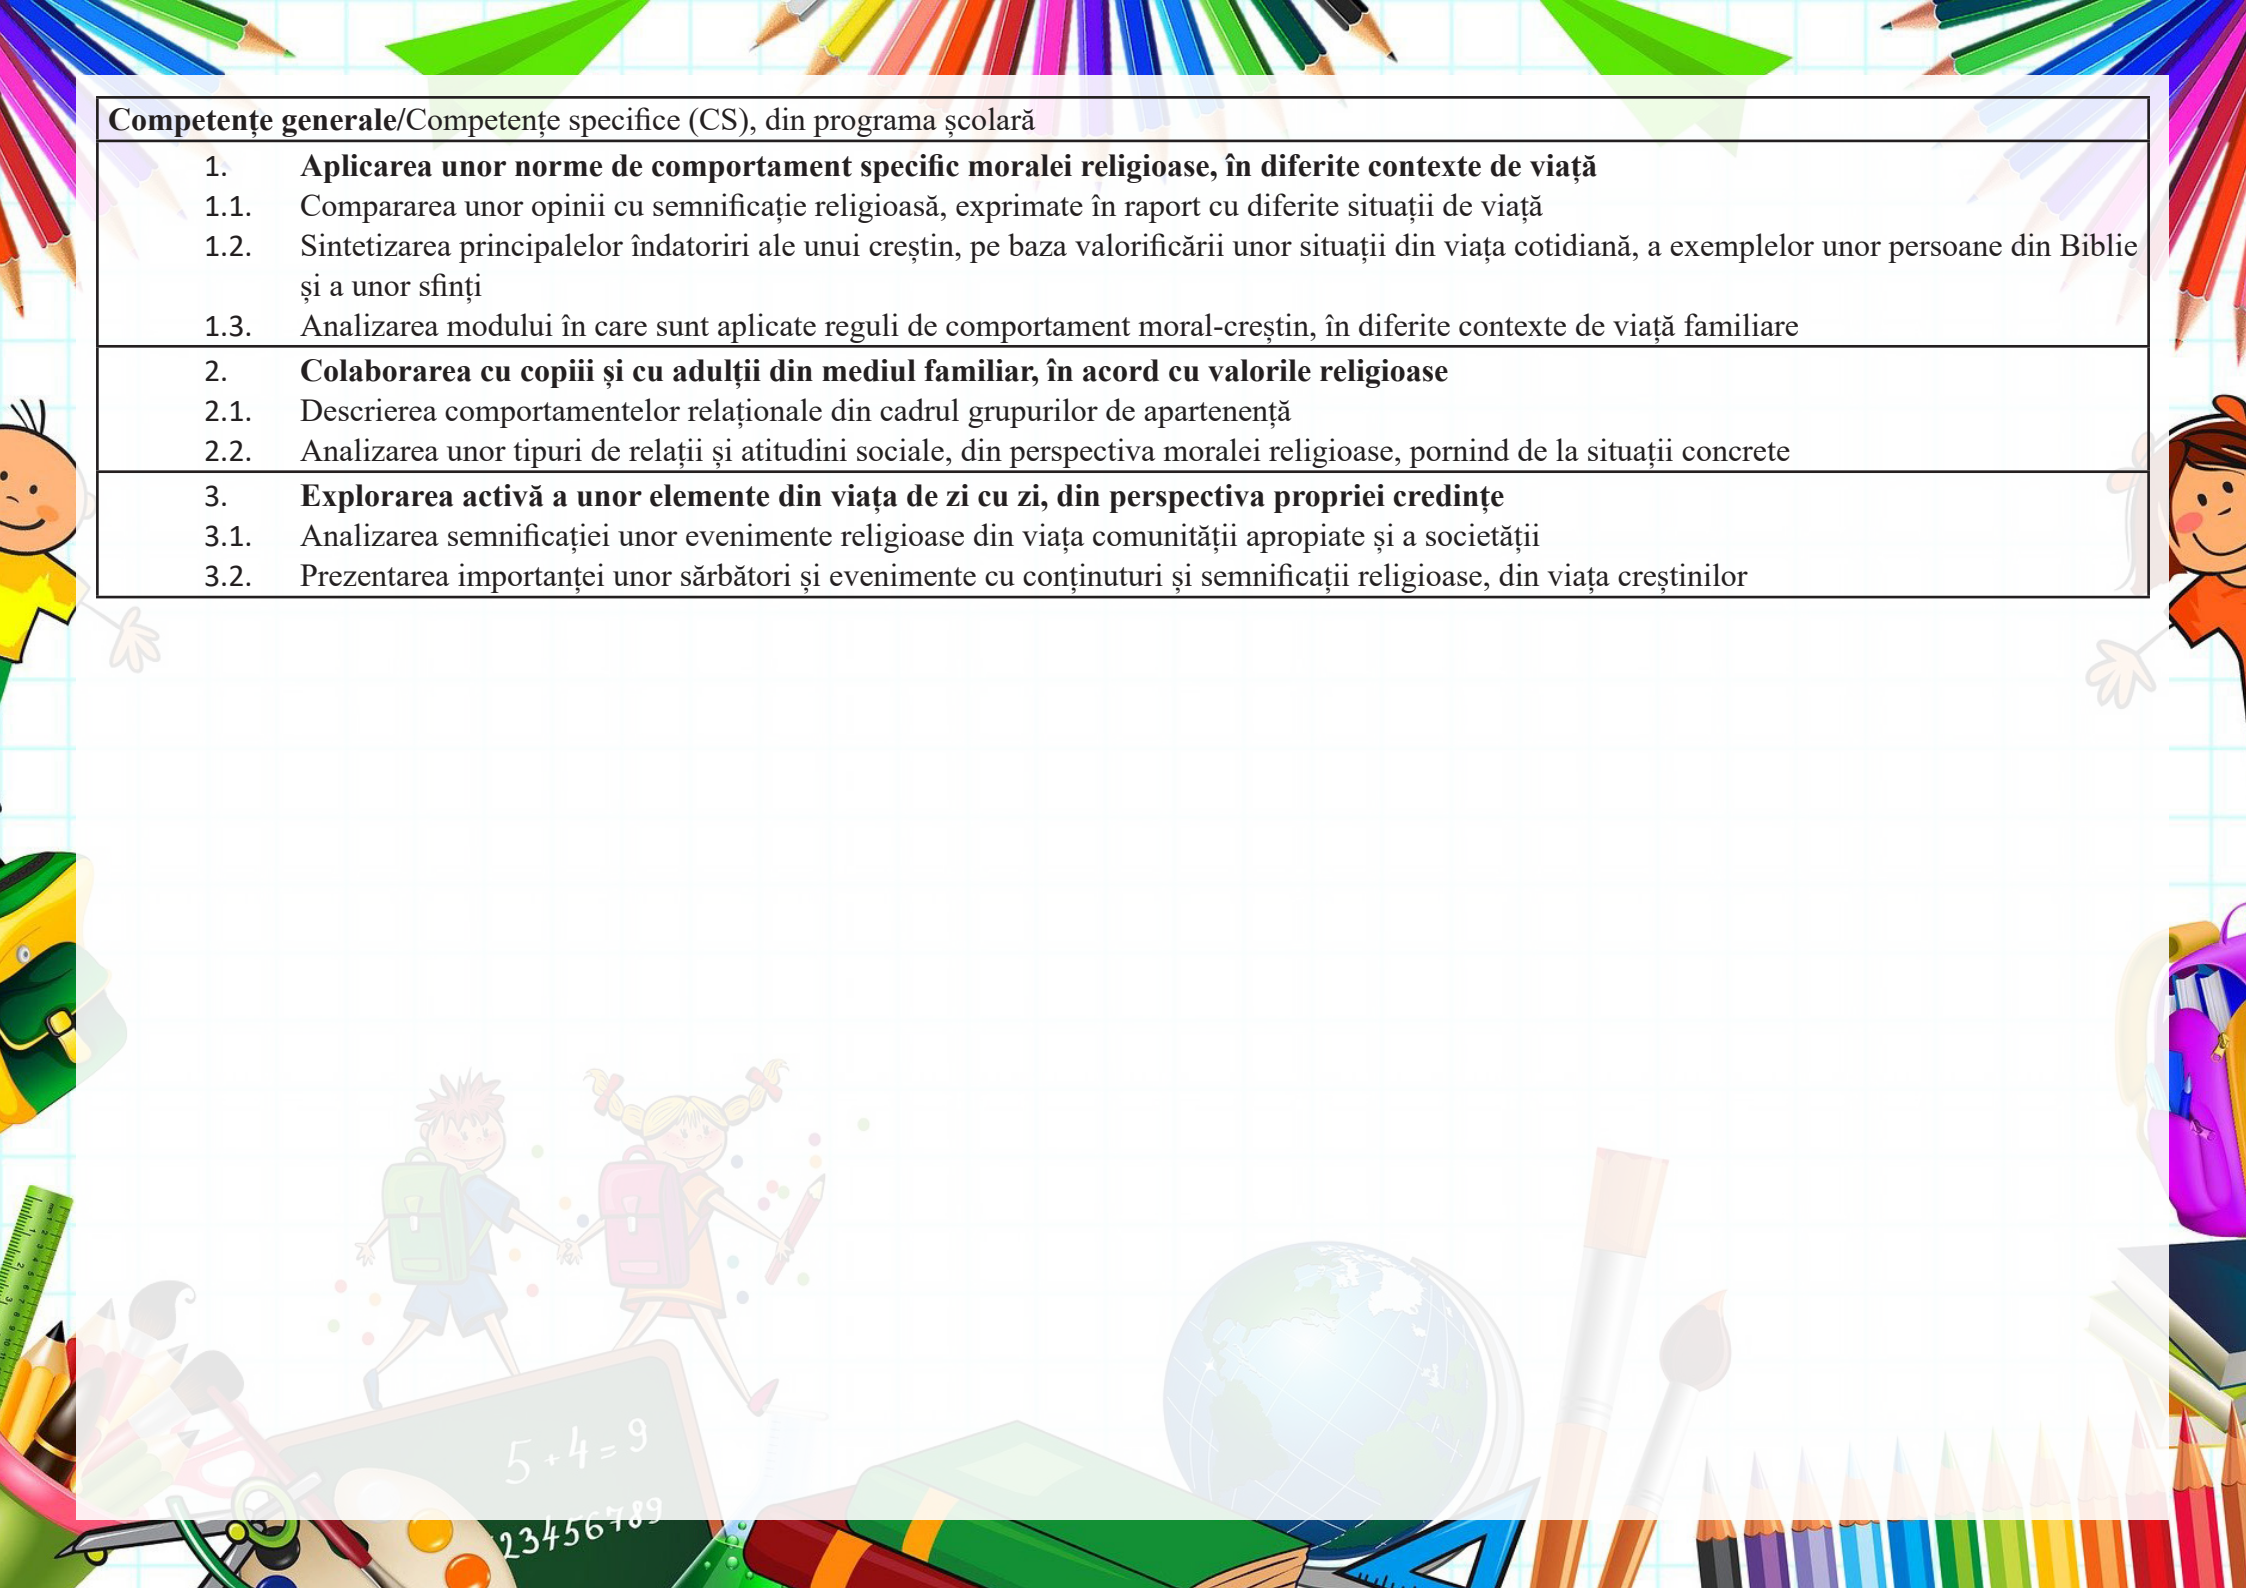 Competențe generale/Competențe specifice (CS), din programa școlară
1. Aplicarea unor norme de comportament specific moralei religioase, în diferite contexte de viață
1.1. Compararea unor opinii cu semnificație religioasă, exprimate în raport cu diferite situații de viață
1.2. Sintetizarea principalelor îndatoriri ale unui creștin, pe baza valorificării unor situații din viața cotidiană, a exemplelor unor persoane din Biblie
și a unor sfinți
1.3. Analizarea modului în care sunt aplicate reguli de comportament moral-creștin, în diferite contexte de viață familiare
2. Colaborarea cu copiii și cu adulții din mediul familiar, în acord cu valorile religioase
2.1. Descrierea comportamentelor relaționale din cadrul grupurilor de apartenență
2.2. Analizarea unor tipuri de relații și atitudini sociale, din perspectiva moralei religioase, pornind de la situații concrete
3. Explorarea activă a unor elemente din viața de zi cu zi, din perspectiva propriei credințe
3.1. Analizarea semnificației unor evenimente religioase din viața comunității apropiate și a societății
3.2. Prezentarea importanței unor sărbători și evenimente cu conținuturi și semnificații religioase, din viața creștinilor
5+4=9
23456789